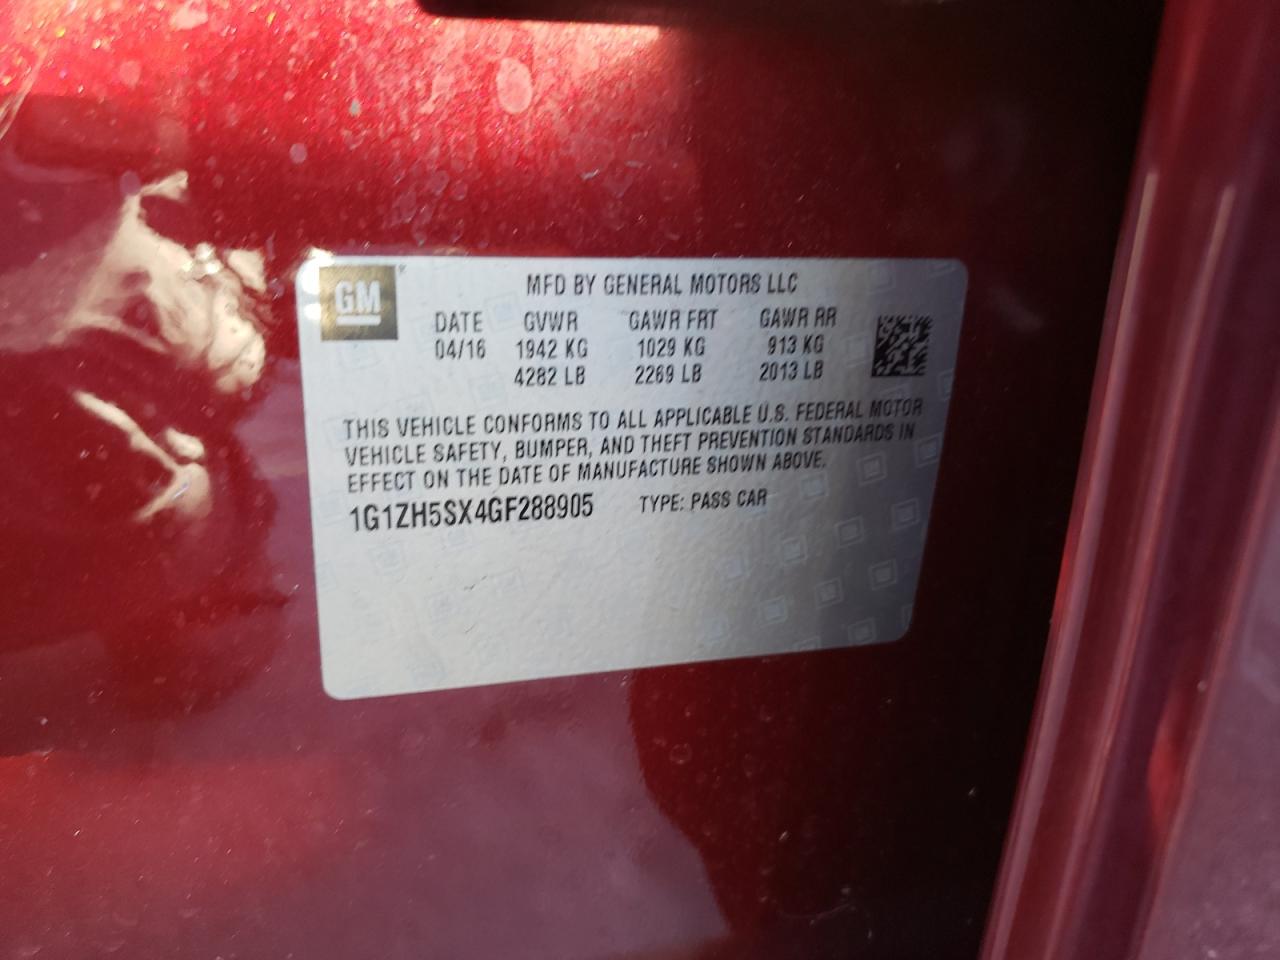 GM
MFD BY GENERAL MOTORS LLC
DATE GVWR GAWR FRT GAWR RR
04/16 1942 KG 1029 KG 913 KG
4282 LB 2269 LB 2013 LB
THIS VEHICLE CONFORMS TO ALL APPLICABLE U.S. FEDERAL MOTOR
VEHICLE SAFETY, BUMPER, AND THEFT PREVENTION STANDARDS IN
EFFECT ON THE DATE OF MANUFACTURE SHOWN ABOVE.
1G1ZH5SX4GF288905 TYPE: PASS CAR